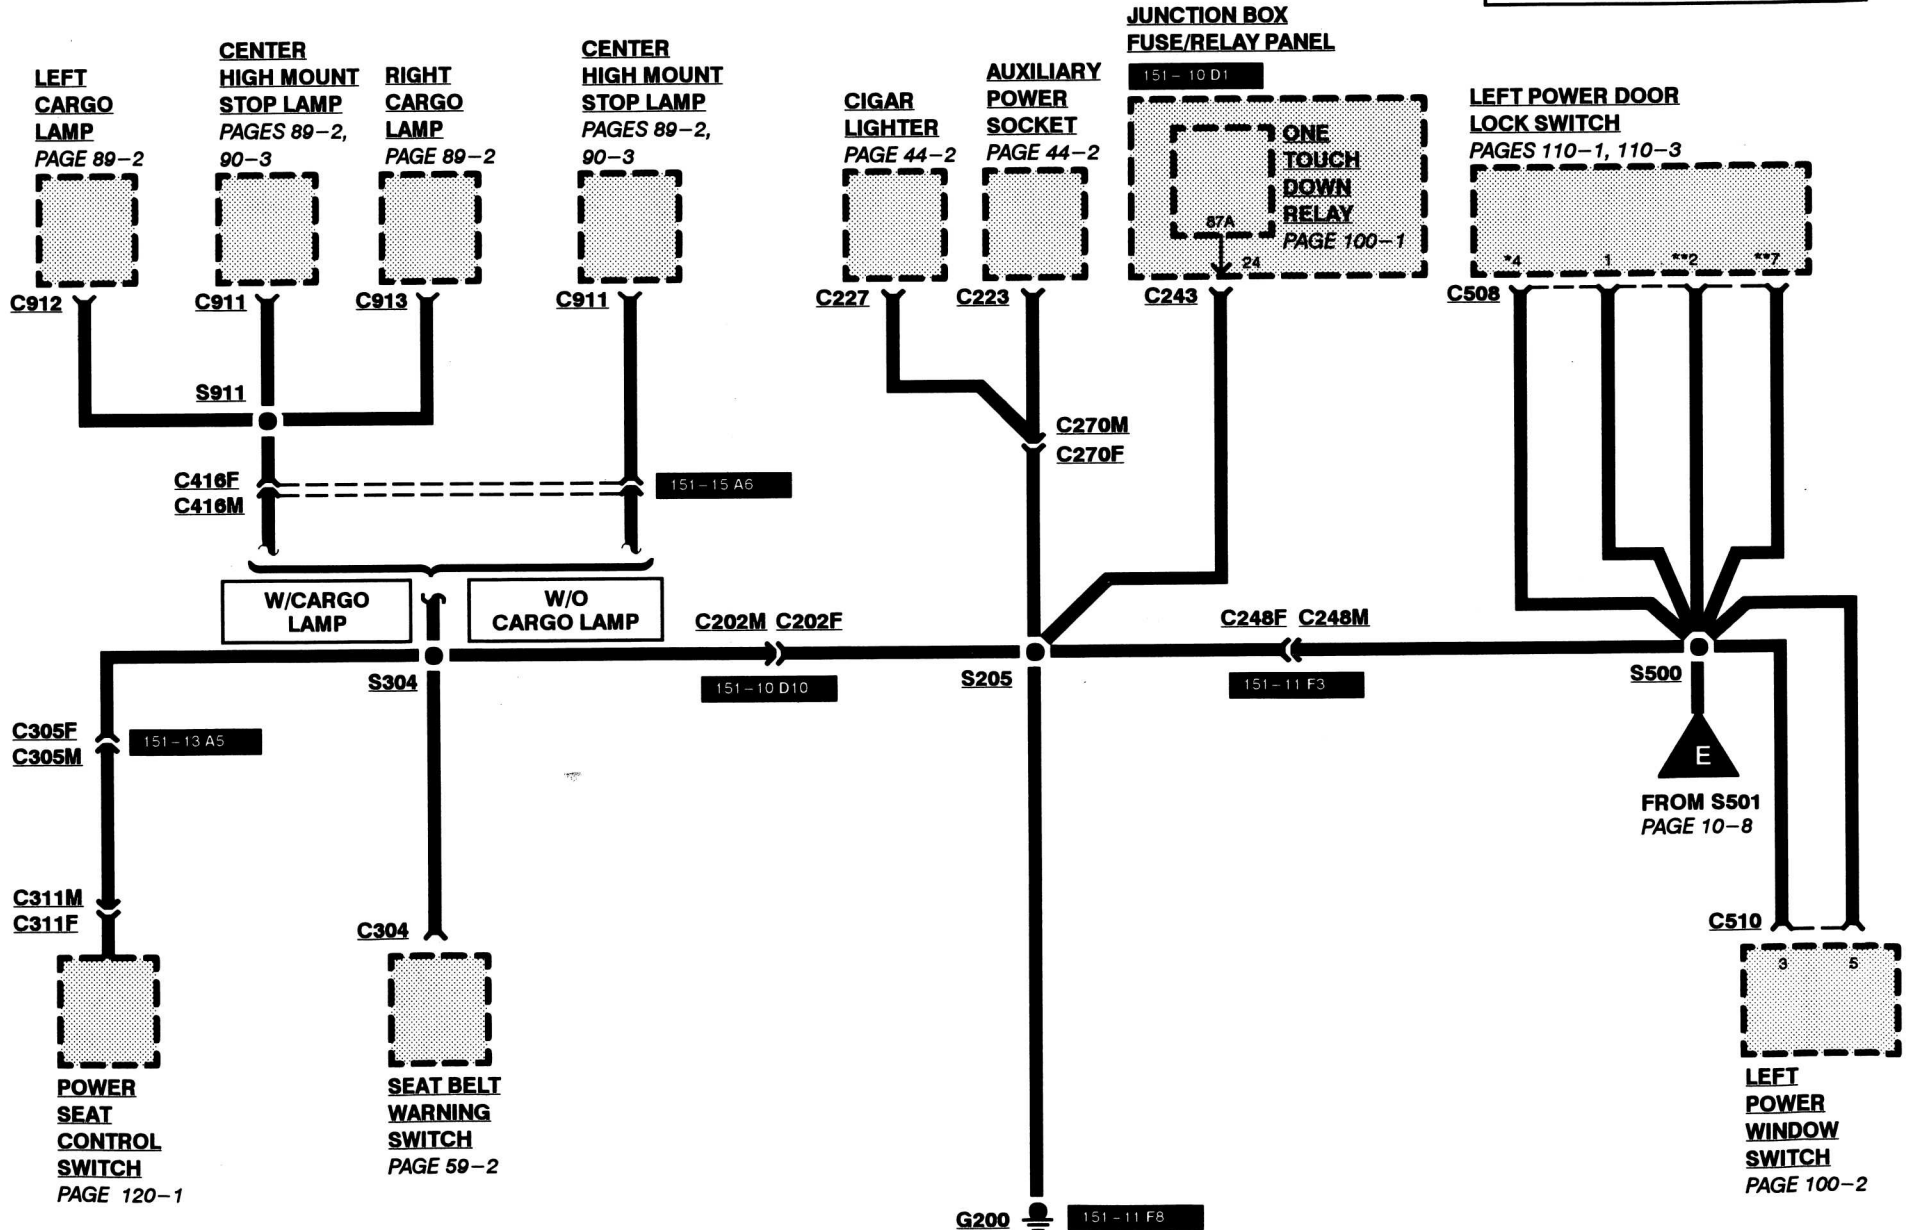 JUNCTION BOX
FUSE/RELAY PANEL
151-10 D1
LEFT
CARGO
LAMP
PAGE 89-2
CENTER
HIGH MOUNT
STOP LAMP
PAGES 89-2,
90-3
RIGHT
CARGO
LAMP
PAGE 89-2
CENTER
HIGH MOUNT
STOP LAMP
PAGES 89-2,
90-3
CIGAR
LIGHTER
PAGE 44-2
AUXILIARY
POWER
SOCKET
PAGE 44-2
ONE
TOUCH
DOWN
RELAY
PAGE 100-1
87A
24
LEFT POWER DOOR
LOCK SWITCH
PAGES 110-1, 110-3
*4 1 **2 **7
C912 C911 C913 C911 C227 C223 C243 C508
S911
C270M
C270F
C416F
C416M
151-15 A6
W/CARGO
LAMP
W/O
CARGO LAMP
C202M C202F
C248F C248M
S304
151-10 D10
S205
151-11 F3
S500
C305F
C305M
151-13 A5
E
FROM S501
PAGE 10-8
C311M
C311F
C304
C510
3 5
POWER
SEAT
CONTROL
SWITCH
PAGE 120-1
SEAT BELT
WARNING
SWITCH
PAGE 59-2
LEFT
POWER
WINDOW
SWITCH
PAGE 100-2
G200
151-11 F8